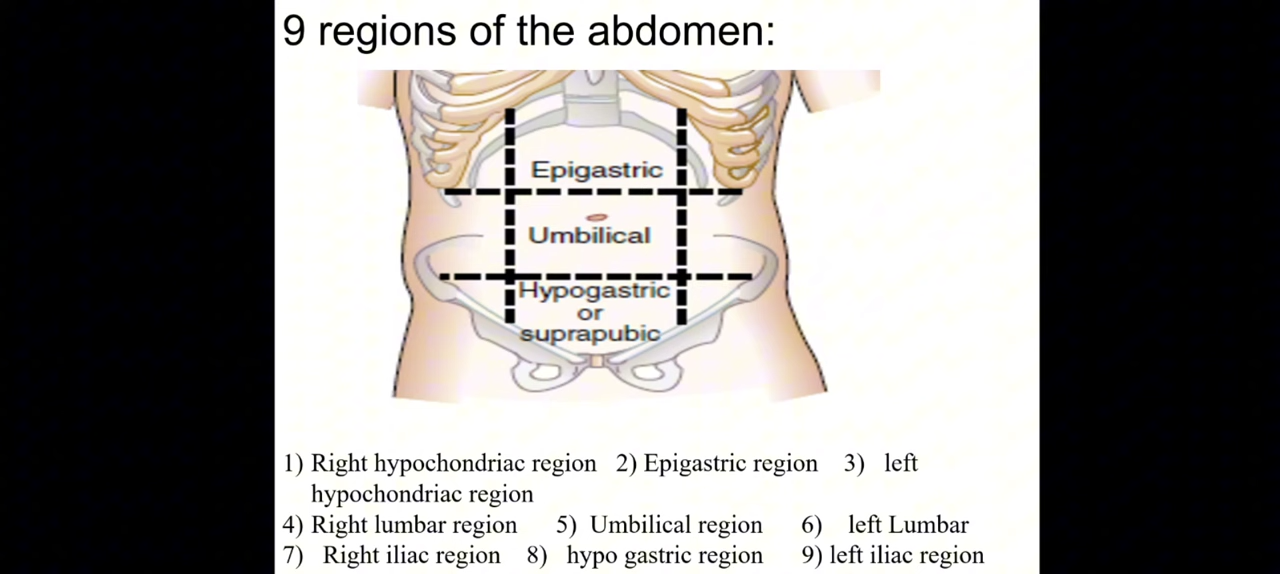 9 regions of the abdomen:
Epigastric
Umbilical
Hypogastric
or
suprapubic
1) Right hypochondriac region 2) Epigastric region 3) left
hypochondriac region
4) Right lumbar region 5) Umbilical region 6) left Lumbar
7) Right iliac region 8) hypo gastric region 9) left iliac region